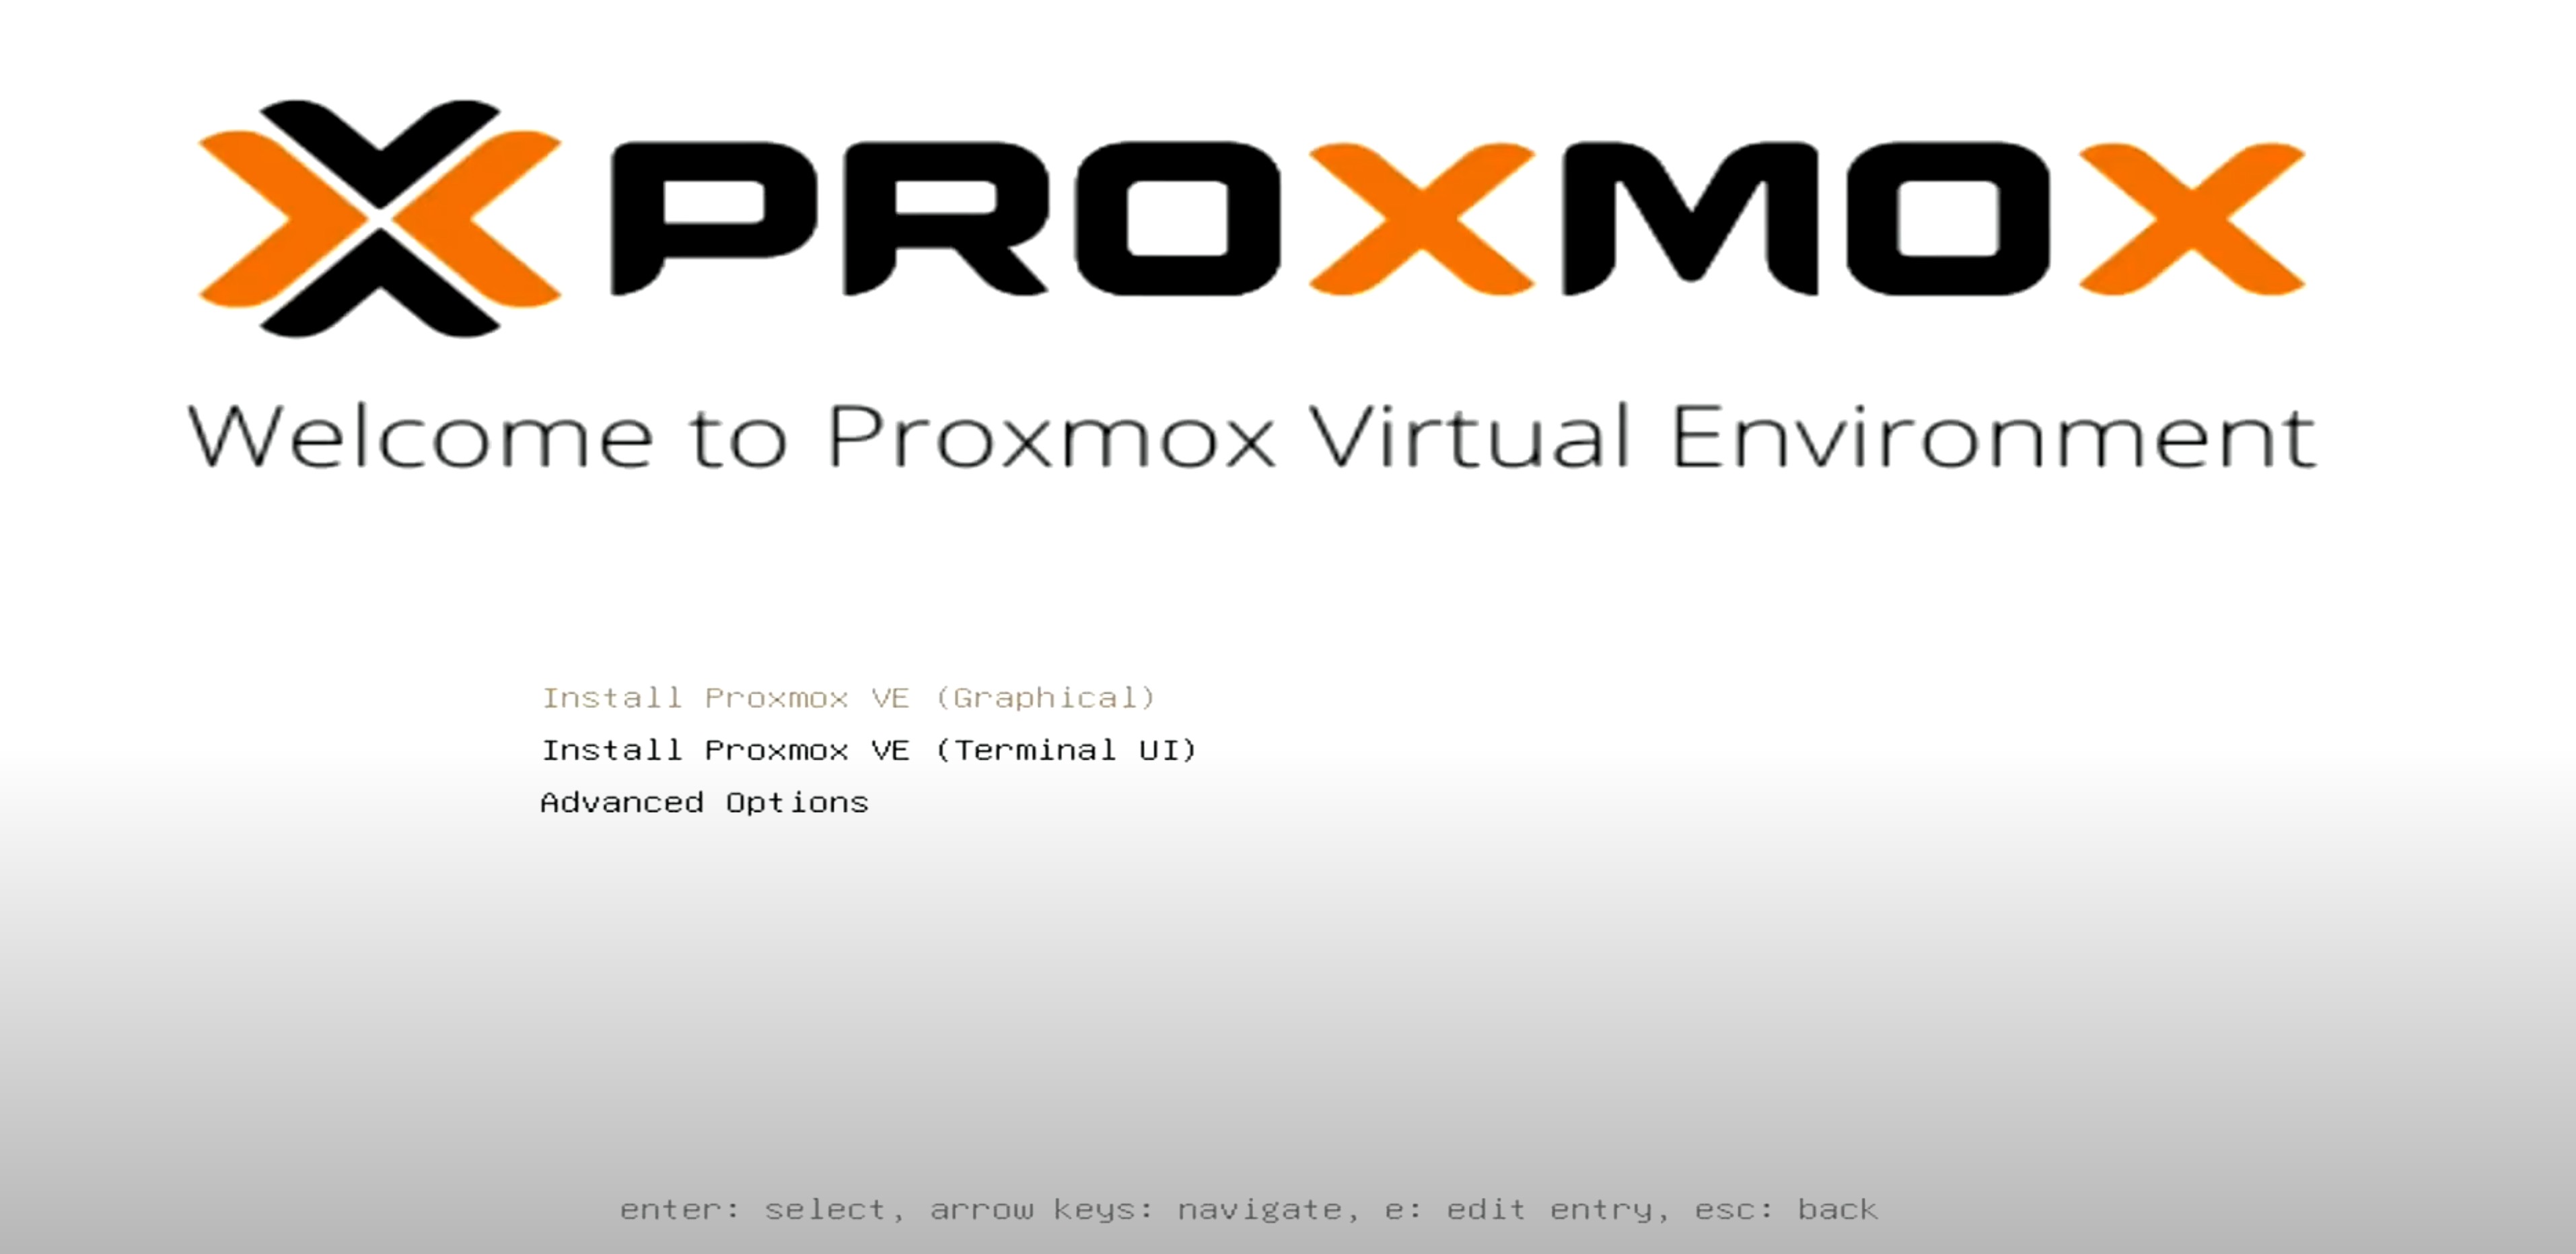 PROXMOX
Welcome to Proxmox Virtual Environment
Install Proxmox VE (Graphical)
Install Proxmox VE (Terminal UI)
Advanced Options
enter: select, arrow keys: navigate, e: edit entry, esc: back